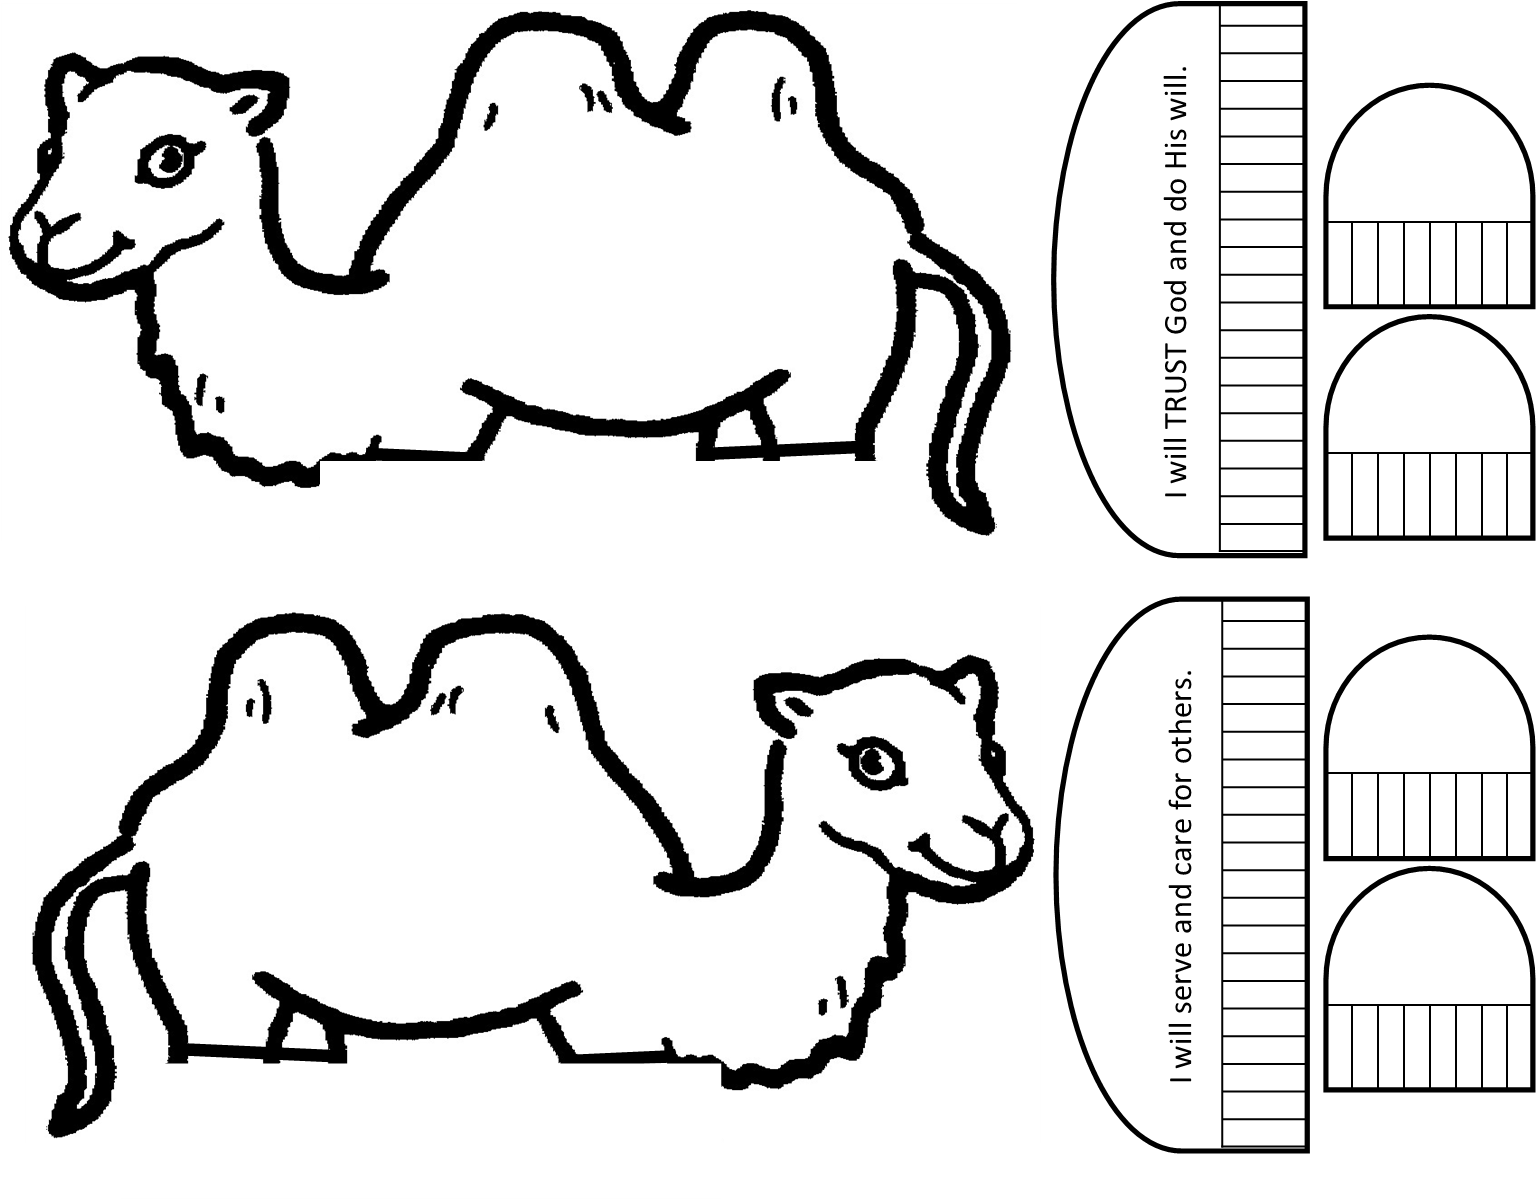 I will TRUST God and do His will.
I will serve and care for others.